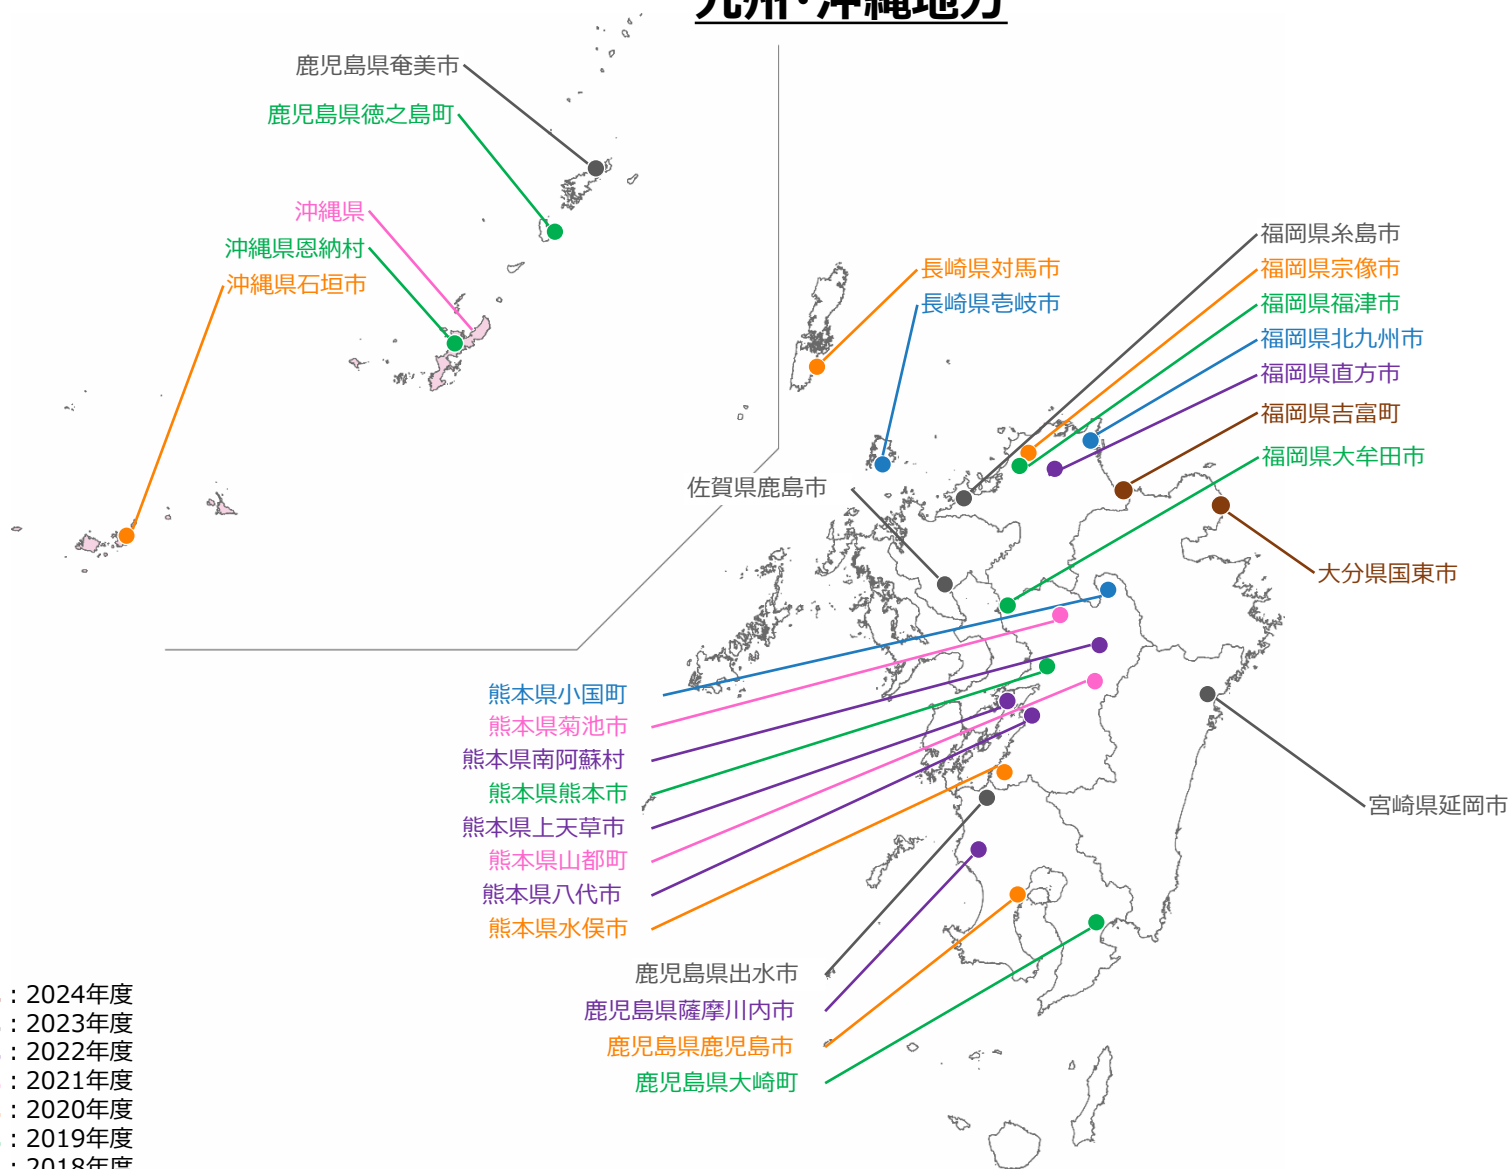 九州・沖縄地方
鹿児島県奄美市
鹿児島県徳之島町
沖縄県
沖縄県恩納村
沖縄県石垣市
長崎県対馬市
長崎県壱岐市
福岡県糸島市
福岡県宗像市
福岡県福津市
福岡県北九州市
福岡県直方市
福岡県吉富町
福岡県大牟田市
佐賀県鹿島市
大分県国東市
熊本県小国町
熊本県菊池市
熊本県南阿蘇村
熊本県熊本市
熊本県上天草市
熊本県山都町
熊本県八代市
熊本県水俣市
宮崎県延岡市
鹿児島県出水市
鹿児島県薩摩川内市
鹿児島県鹿児島市
鹿児島県大崎町
：2024年度
：2023年度
：2022年度
：2021年度
：2020年度
：2019年度
：2018年度